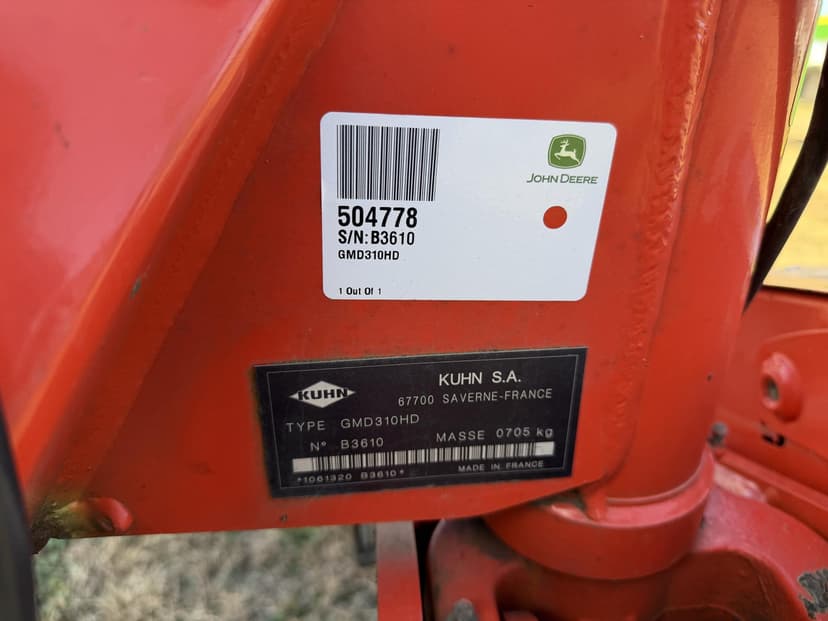 JOHN DEERE
504778
S/N:B3610
GMD310HD
1 Out Of 1
KUHN
KUHN S.A.
67700 SAVERNE-FRANCE
TYPE GMD310HD
N° B3610 MASSE 0705 kg
*1061320 B3610* MADE IN FRANCE